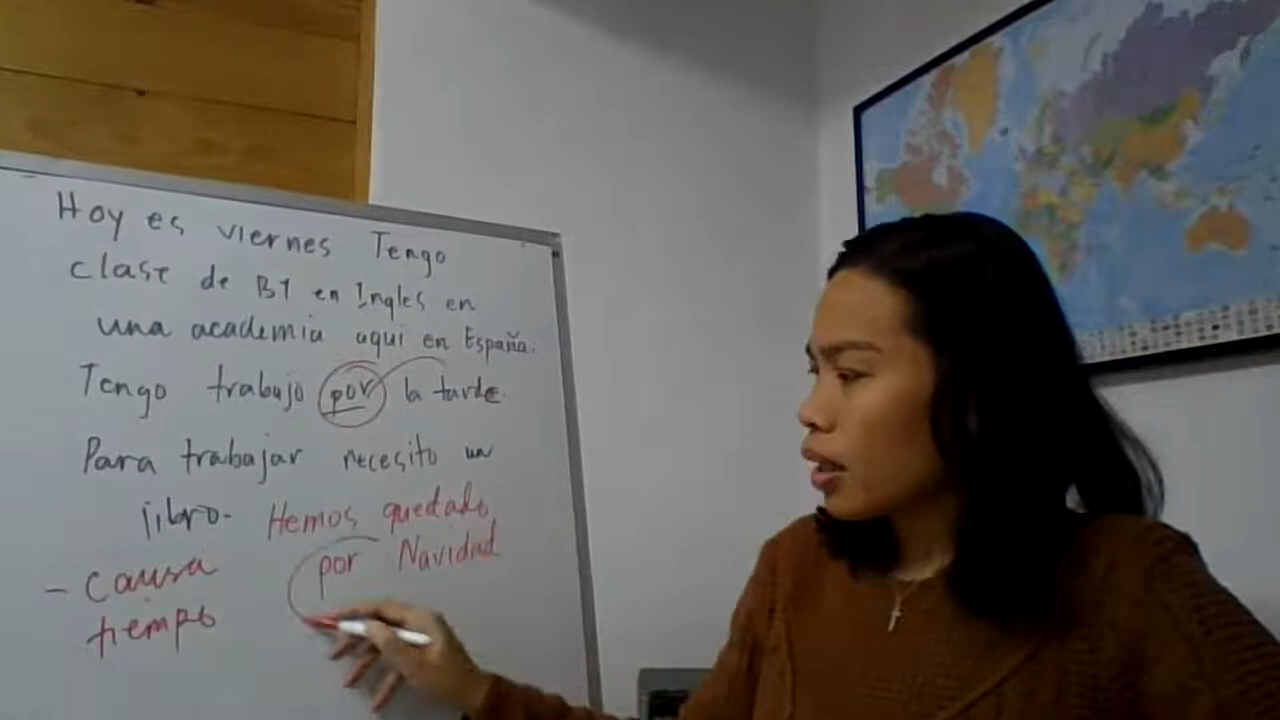 Hoy es viernes Tengo
clase de B1 en Ingles en
una academia aqui en España.
Tengo trabajo por la tarde.
Para trabajar necesito un
libro. Hemos quedado
por Navidad
- causa
tiempo